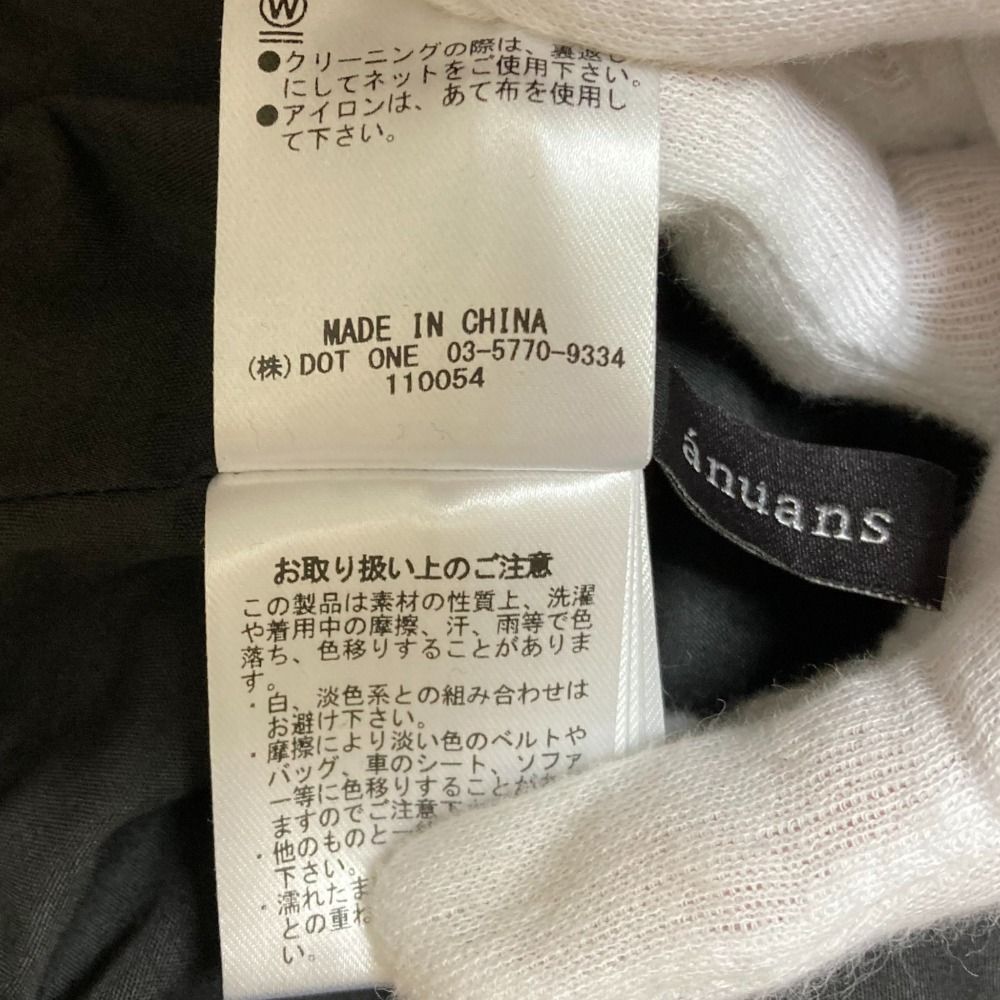 W
●クリーニングの際は、裏返し
にしてネットをご使用下さい。
●アイロンは、あて布を使用し
て下さい。
MADE IN CHINA
(株)DOT ONE 03-5770-9334
110054
ánuans
お取り扱い上のご注意
この製品は素材の性質上、洗濯
や着用中の摩擦、汗、雨等で色
落ち、色移りすることがありま
す。
・白、淡色系との組み合わせは
お避け下さい。
・摩擦により淡い色のベルトや
バッグ、車のシート、ソファ
ー等に色移りすることがあ
ますのでご注意下
・他のものと一
下さい。
・濡れたま
との重ね
い。